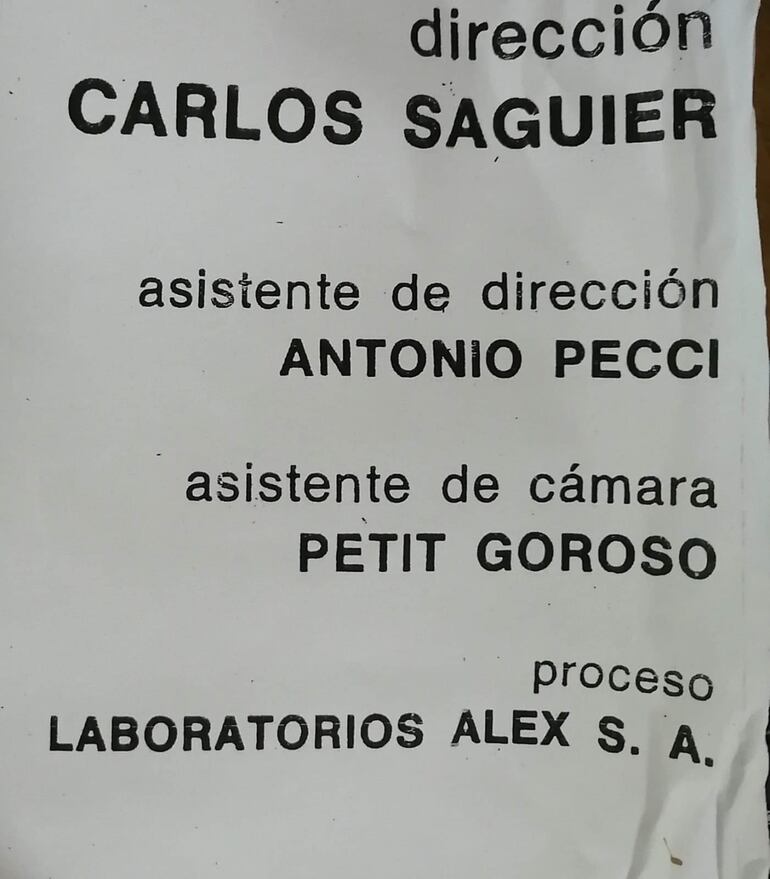 dirección
CARLOS SAGUIER
asistente de dirección
ANTONIO PECCI
asistente de cámara
PETIT GOROSO
proceso
LABORATORIOS ALEX S. A.